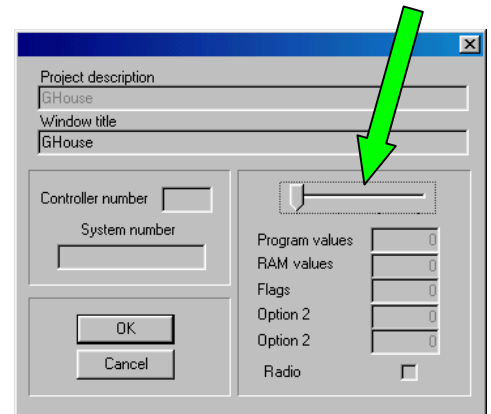 Project description
GHouse
Window title
GHouse
Controller number
System number
OK
Cancel
Program values 0
RAM values 0
Flags 0
Option 2 0
Option 2 0
Radio